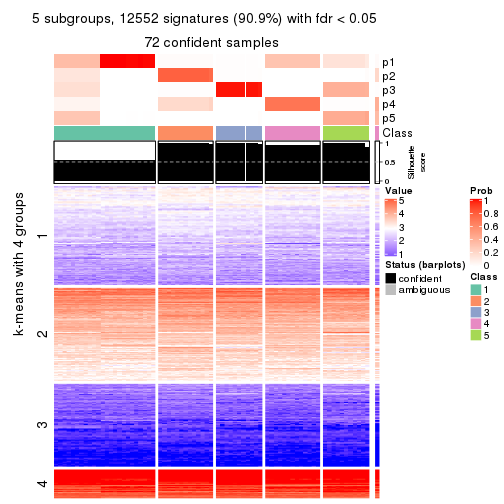 5 subgroups, 12552 signatures (90.9%) with fdr < 0.05
72 confident samples
p1
p2
p3
p4
p5
Class
1
0.5
0
Silhouette
score
k-means with 4 groups
1
2
3
4
Value
5
4
3
2
1
Status (barplots)
confident
ambiguous
Prob
1
0.8
0.6
0.4
0.2
0
Class
1
2
3
4
5